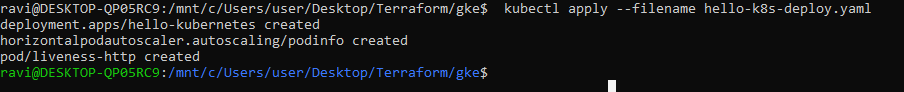 ravi@DESKTOP-QP05RC9:/mnt/c/Users/user/Desktop/Terraform/gke$  kubectl apply --filename hello-k8s-deploy.yaml
deployment.apps/hello-kubernetes created
horizontalpodautoscaler.autoscaling/podinfo created
pod/liveness-http created
ravi@DESKTOP-QP05RC9:/mnt/c/Users/user/Desktop/Terraform/gke$